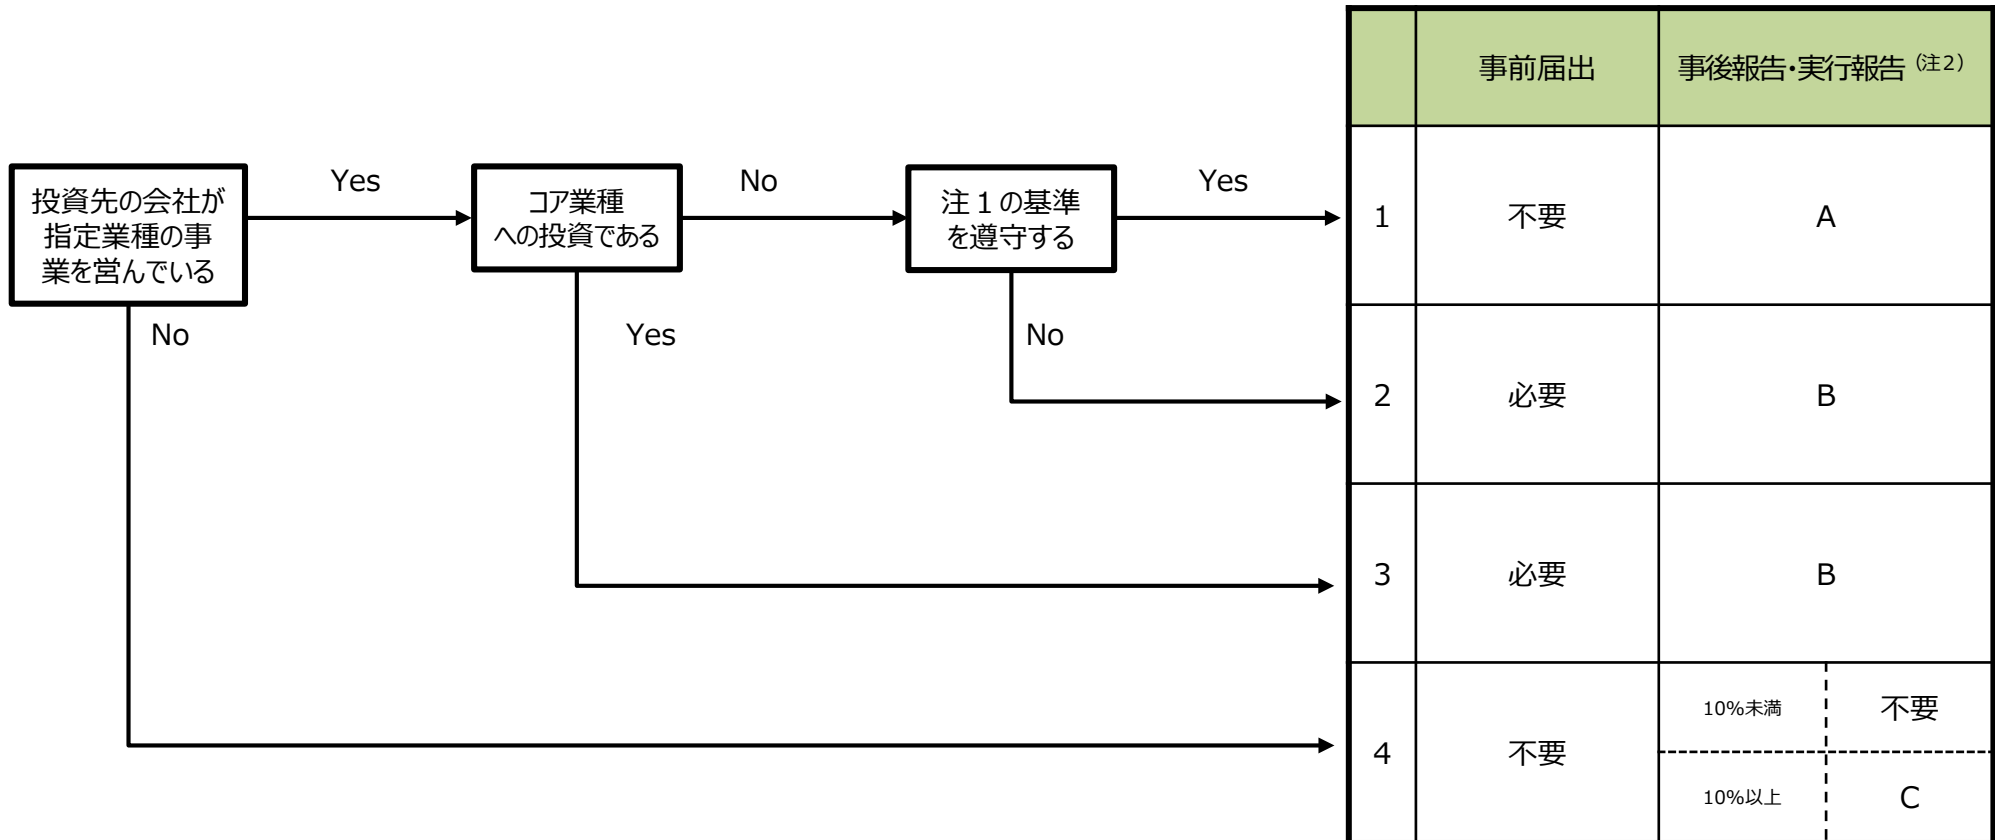 事前届出
事後報告・実行報告（注2）
投資先の会社が
指定業種の事
業を営んでいる
Yes
コア業種
への投資である
No
注１の基準
を遵守する
Yes
1
不要
A
No
Yes
No
2
必要
B
3
必要
B
4
不要
10%未満
不要
10%以上
C